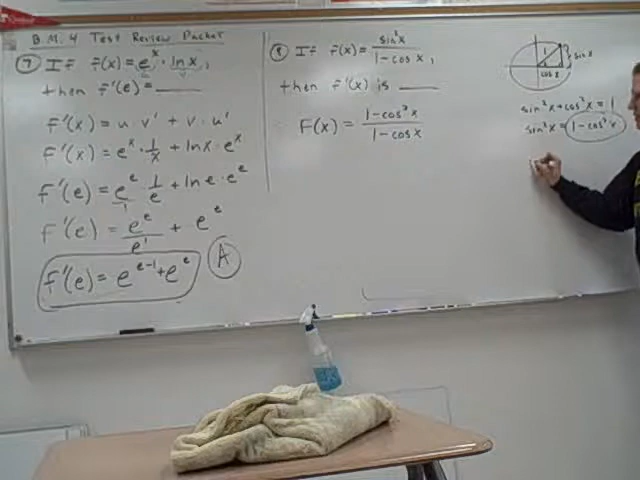 B.M. 4 Test Review Packet
⑦ If f(x) = e^x · ln x,
then f'(e) = ____
f'(x) = u · v' + v · u'
f'(x) = e^x · 1/x + ln x · e^x
f'(e) = e^e/1 · 1/e + ln e · e^e
f'(e) = e^e/e^1 + e^e
f'(e) = e^(e-1) + e^e
A
⑧ If f(x) = sin²x/(1 - cos x),
then f'(x) is ____
F(x) = (1 - cos²x)/(1 - cos x)
1
sin x
cos x
sin²x + cos²x = 1
sin²x = 1 - cos²x